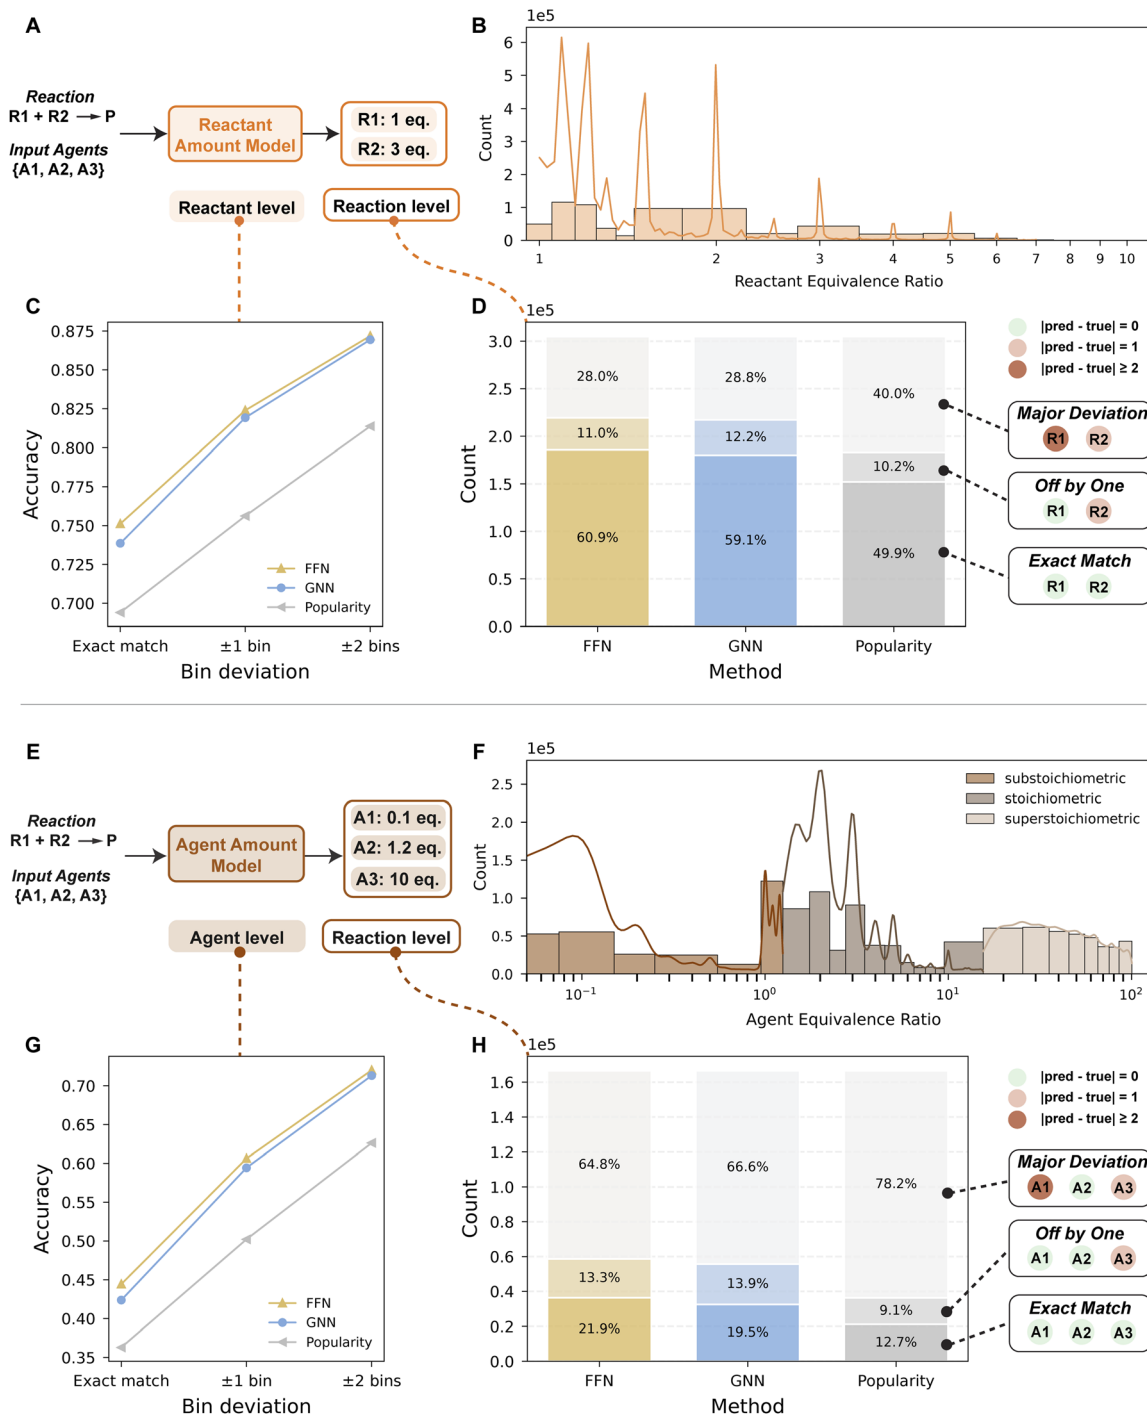 A
Reaction
R1 + R2 → P
Input Agents
{A1, A2, A3}
Reactant
Amount Model
R1: 1 eq.
R2: 3 eq.
Reactant level
Reaction level
B
1e5
6
5
4
3
2
1
0
Count
1 2 3 4 5 6 7 8 9 10
Reactant Equivalence Ratio
C
0.875
0.850
0.825
0.800
0.775
0.750
0.725
0.700
Accuracy
FFN
GNN
Popularity
Exact match ±1 bin ±2 bins
Bin deviation
D
1e5
3.0
2.5
2.0
1.5
1.0
0.5
0.0
Count
28.0% 28.8% 40.0%
11.0% 12.2% 10.2%
60.9% 59.1% 49.9%
FFN GNN Popularity
Method
|pred - true| = 0
|pred - true| = 1
|pred - true| ≥ 2
Major Deviation
R1 R2
Off by One
R1 R2
Exact Match
R1 R2
E
Reaction
R1 + R2 → P
Input Agents
{A1, A2, A3}
Agent Amount
Model
A1: 0.1 eq.
A2: 1.2 eq.
A3: 10 eq.
Agent level
Reaction level
F
1e5
2.5
2.0
1.5
1.0
0.5
0.0
Count
substoichiometric
stoichiometric
superstoichiometric
10⁻¹ 10⁰ 10¹ 10²
Agent Equivalence Ratio
G
0.70
0.65
0.60
0.55
0.50
0.45
0.40
0.35
Accuracy
FFN
GNN
Popularity
Exact match ±1 bin ±2 bins
Bin deviation
H
1e5
1.6
1.4
1.2
1.0
0.8
0.6
0.4
0.2
0.0
Count
64.8% 66.6% 78.2%
13.3% 13.9% 9.1%
21.9% 19.5% 12.7%
FFN GNN Popularity
Method
|pred - true| = 0
|pred - true| = 1
|pred - true| ≥ 2
Major Deviation
A1 A2 A3
Off by One
A1 A2 A3
Exact Match
A1 A2 A3